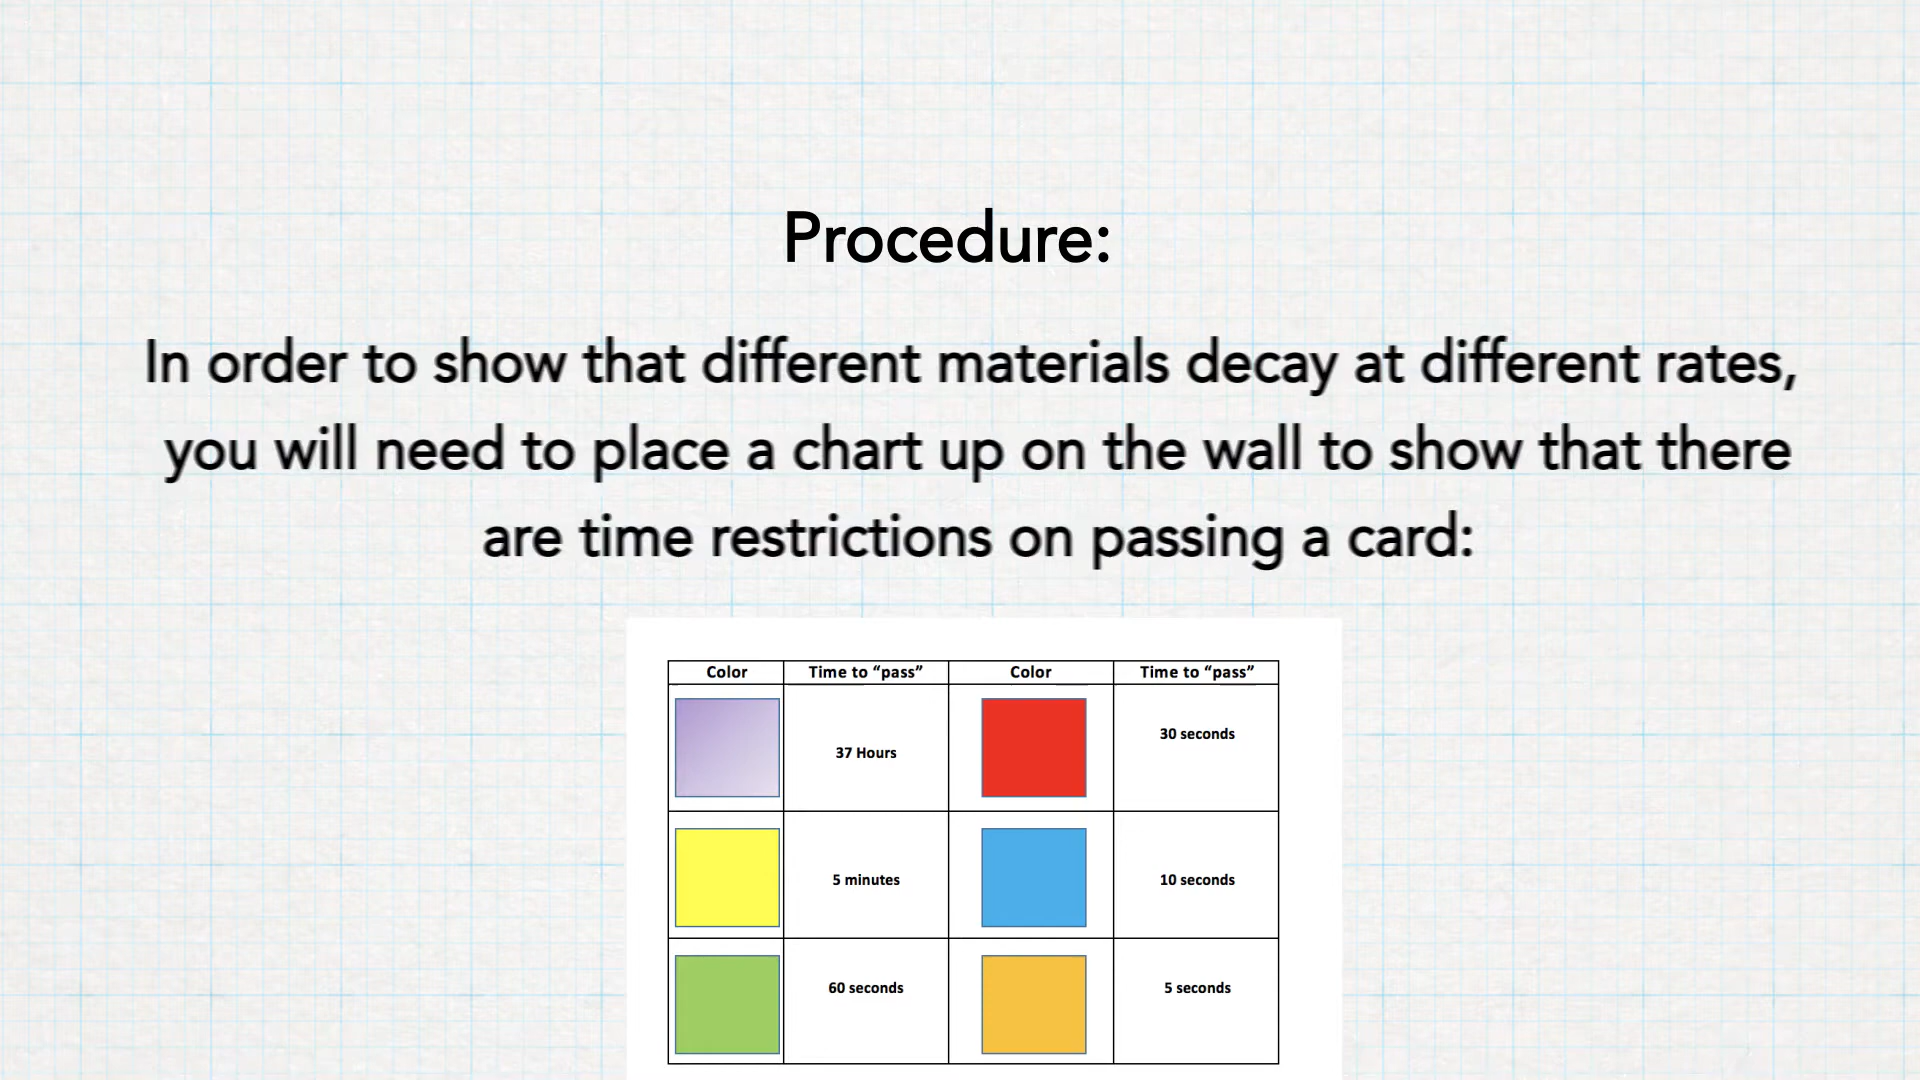 Procedure:
In order to show that different materials decay at different rates,
you will need to place a chart up on the wall to show that there
are time restrictions on passing a card:
Color Time to “pass” Color Time to “pass”
37 Hours 30 seconds
5 minutes 10 seconds
60 seconds 5 seconds